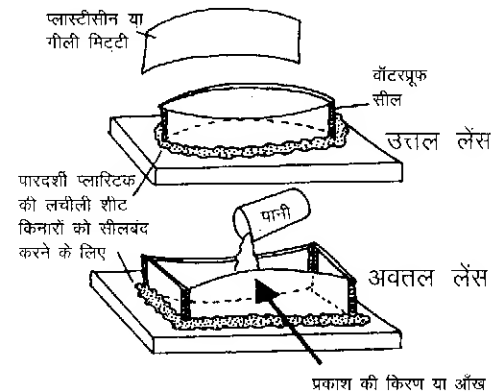 प्लास्टीसीन या
गीली मिट्टी
वॉटरप्रूफ
सील
उत्तल लेंस
पारदर्शी प्लास्टिक
की लचीली शीट
किनारों को सीलबंद
करने के लिए
पानी
अवतल लेंस
प्रकाश की किरण या आँख